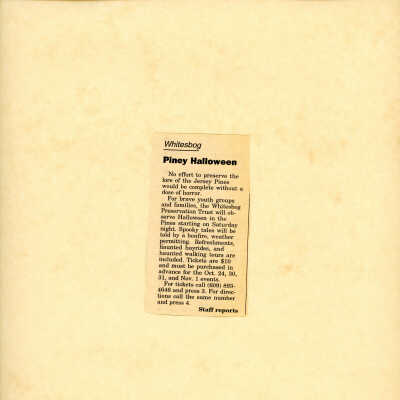 Whitesbog
Piney Halloween
No effort to preserve the
lore of the Jersey Pines
would be complete without a
dose of horror.
For brave youth groups
and families, the Whitesbog
Preservation Trust will ob-
serve Halloween in the
Pines starting on Saturday
night. Spooky tales will be
told by a bonfire, weather
permitting. Refreshments,
haunted hayrides, and
haunted walking tours are
included. Tickets are $10
and must be purchased in
advance for the Oct. 24, 30,
31, and Nov. 1 events.
For tickets call (609) 893-
4646 and press 3. For direc-
tions call the same number
and press 4.
Staff reports